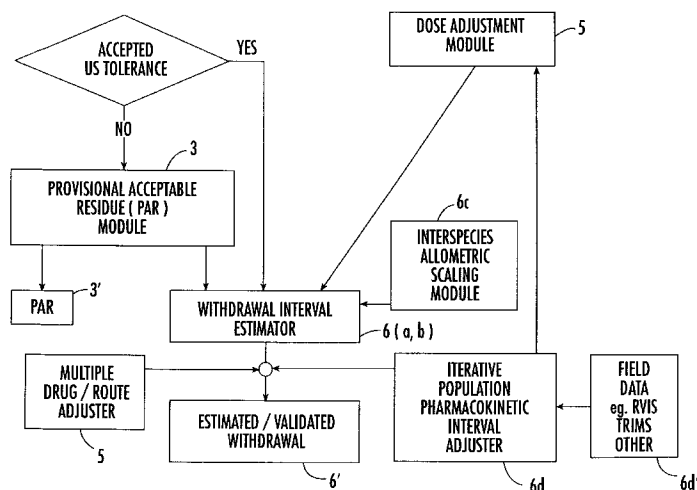 ACCEPTED
US TOLERANCE
YES
NO
DOSE ADJUSTMENT
MODULE
5
3
PROVISIONAL ACCEPTABLE
RESIDUE ( PAR )
MODULE
6c
INTERSPECIES
ALLOMETRIC
SCALING
MODULE
PAR
3'
WITHDRAWAL INTERVAL
ESTIMATOR
6 ( a, b )
MULTIPLE
DRUG / ROUTE
ADJUSTER
5
ESTIMATED / VALIDATED
WITHDRAWAL
6'
ITERATIVE
POPULATION
PHARMACOKINETIC
INTERVAL
ADJUSTER
6d
FIELD
DATA
eg. RVIS
TRIMS
OTHER
6d'